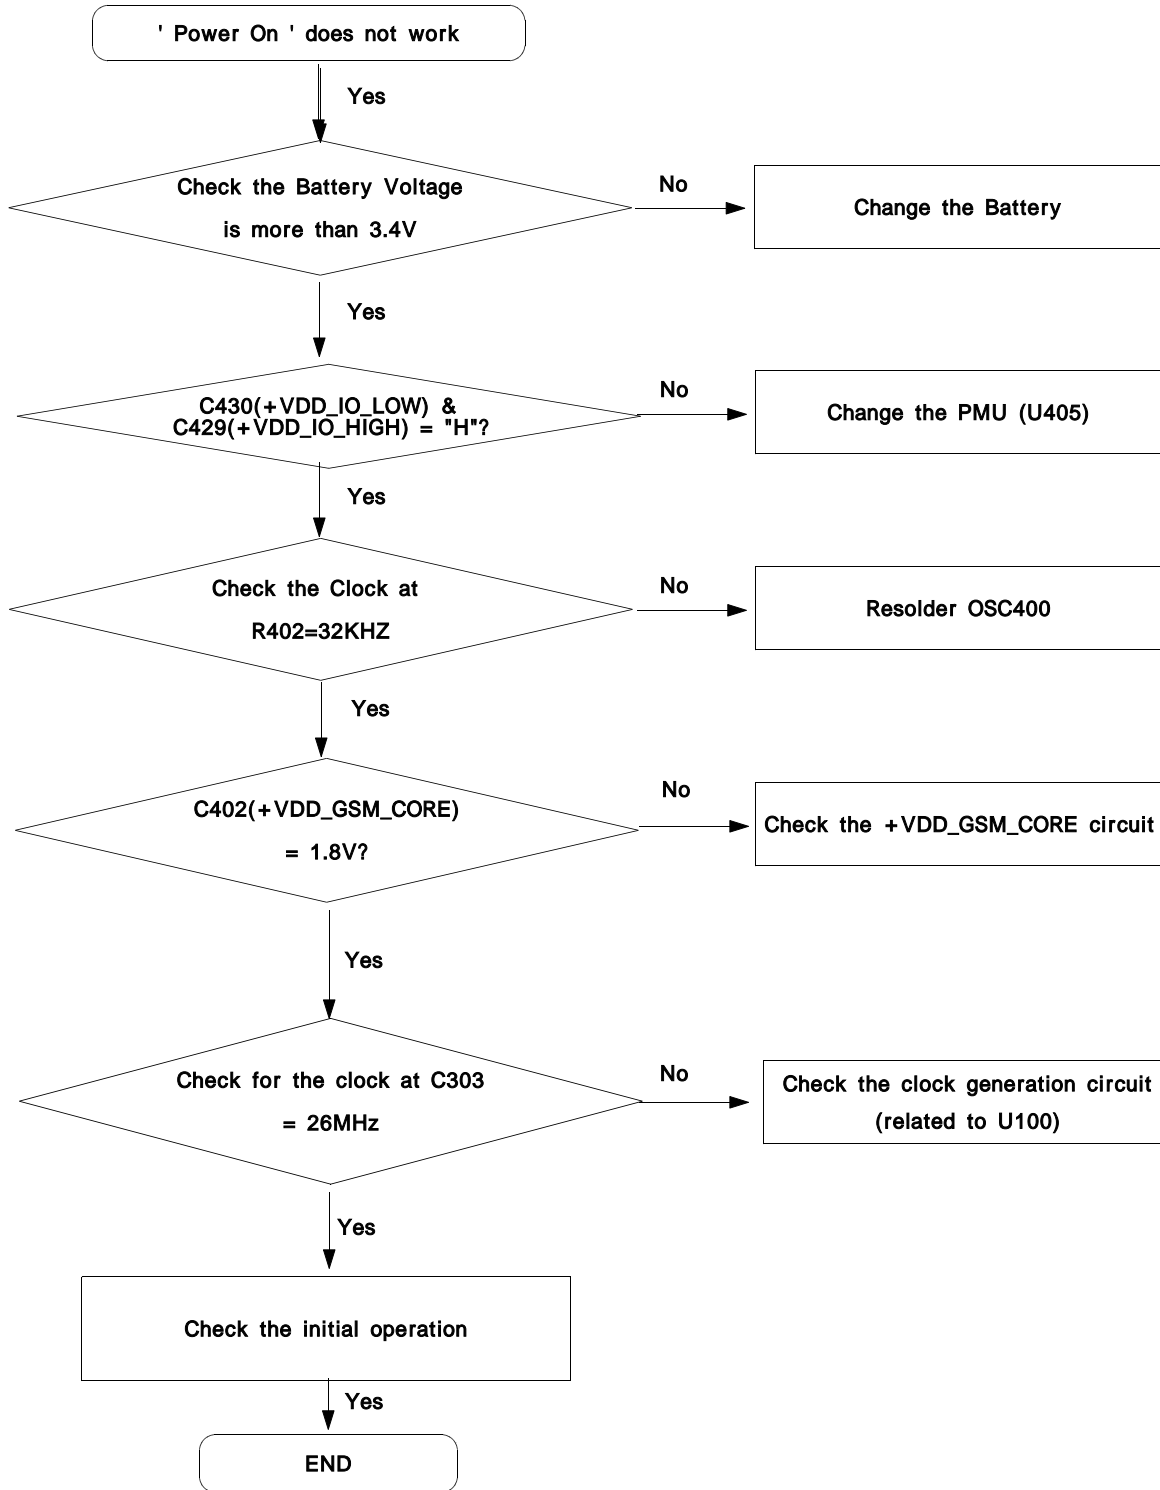 ' Power On ' does not work
Yes
Check the Battery Voltage
is more than 3.4V
No
Change the Battery
Yes
C430(+VDD_IO_LOW) &
C429(+VDD_IO_HIGH) = "H"?
No
Change the PMU (U405)
Yes
Check the Clock at
R402=32KHZ
No
Resolder OSC400
Yes
C402(+VDD_GSM_CORE)
= 1.8V?
No
Check the +VDD_GSM_CORE circuit
Yes
Check for the clock at C303
= 26MHz
No
Check the clock generation circuit
(related to U100)
Yes
Check the initial operation
Yes
END